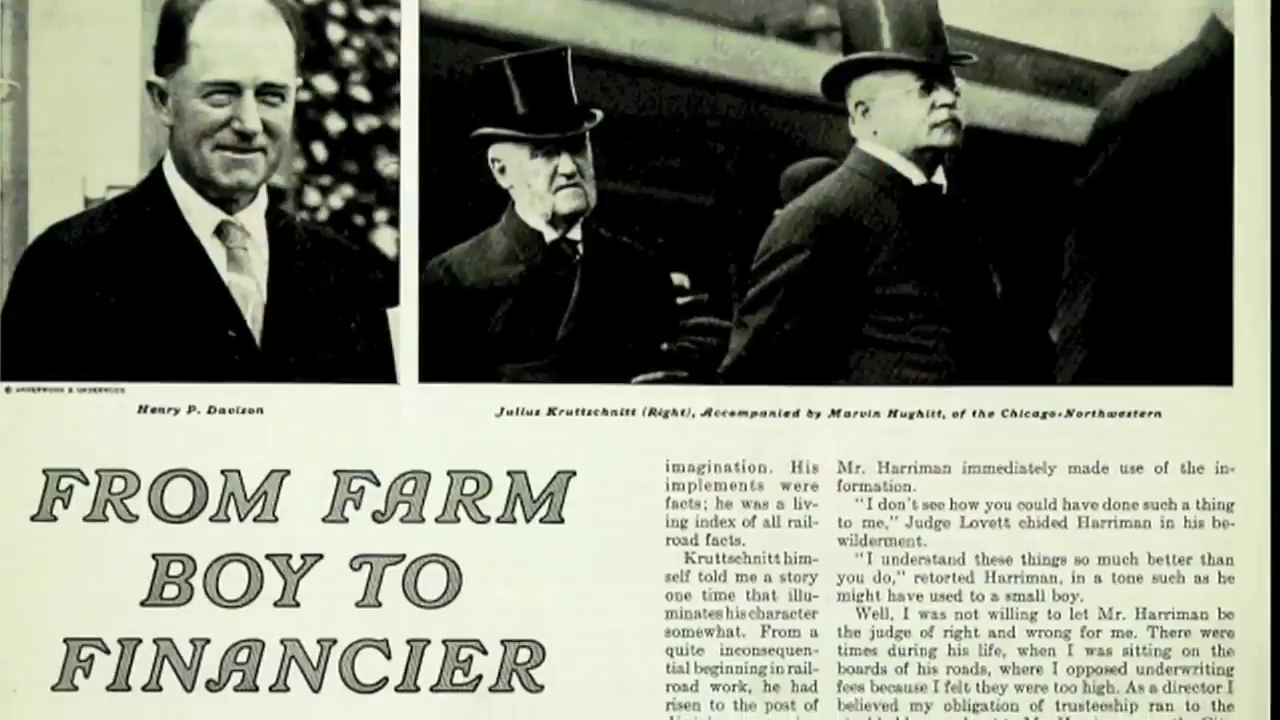 © UNDERWOOD & UNDERWOOD
Henry P. Davison
Julius Kruttschnitt (Right), Accompanied by Marvin Hughitt, of the Chicago-Northwestern
FROM FARM
BOY TO
FINANCIER
imagination. His
implements were
facts; he was a liv-
ing index of all rail-
road facts.
Kruttschnitt him-
self told me a story
one time that illu-
minates his character
somewhat. From a
quite inconsequen-
tial beginning in rail-
road work, he had
risen to the post of
Mr. Harriman immediately made use of the in-
formation.
"I don't see how you could have done such a thing
to me," Judge Lovett chided Harriman in his be-
wilderment.
"I understand these things so much better than
you do," retorted Harriman, in a tone such as he
might have used to a small boy.
Well, I was not willing to let Mr. Harriman be
the judge of right and wrong for me. There were
times during his life, when I was sitting on the
boards of his roads, where I opposed underwriting
fees because I felt they were too high. As a director I
believed my obligation of trusteeship ran to the